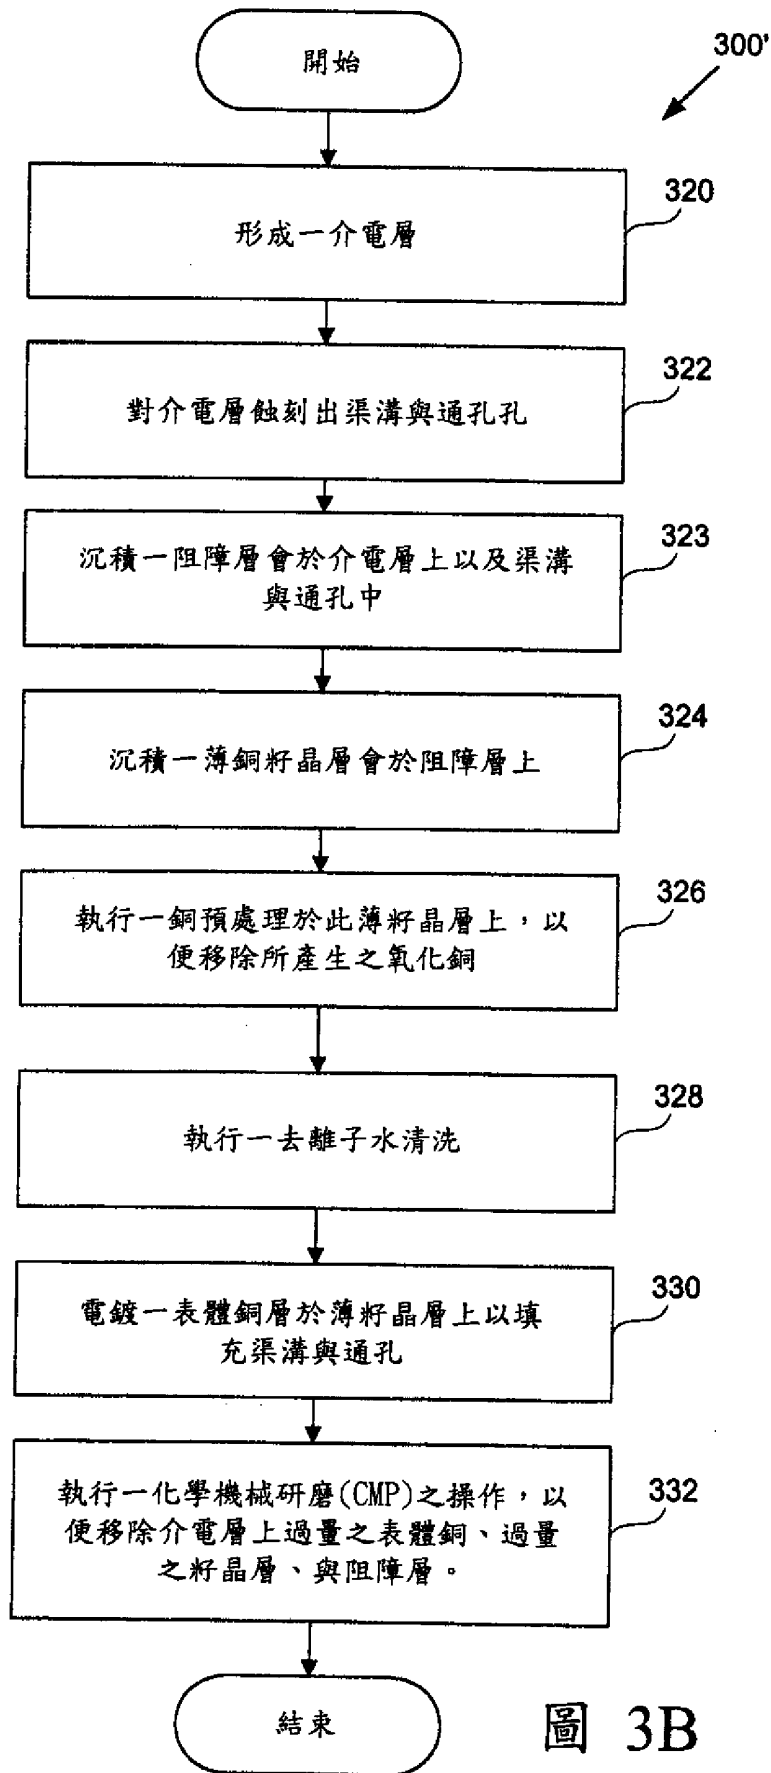 開始
300'
形成一介電層
320
對介電層蝕刻出渠溝與通孔孔
322
沉積一阻障層會於介電層上以及渠溝
與通孔中
323
沉積一薄銅籽晶層會於阻障層上
324
執行一銅預處理於此薄籽晶層上，以
便移除所產生之氧化銅
326
執行一去離子水清洗
328
電鍍一表體銅層於薄籽晶層上以填
充渠溝與通孔
330
執行一化學機械研磨(CMP)之操作，以
便移除介電層上過量之表體銅、過量
之籽晶層、與阻障層。
332
結束
圖 3B